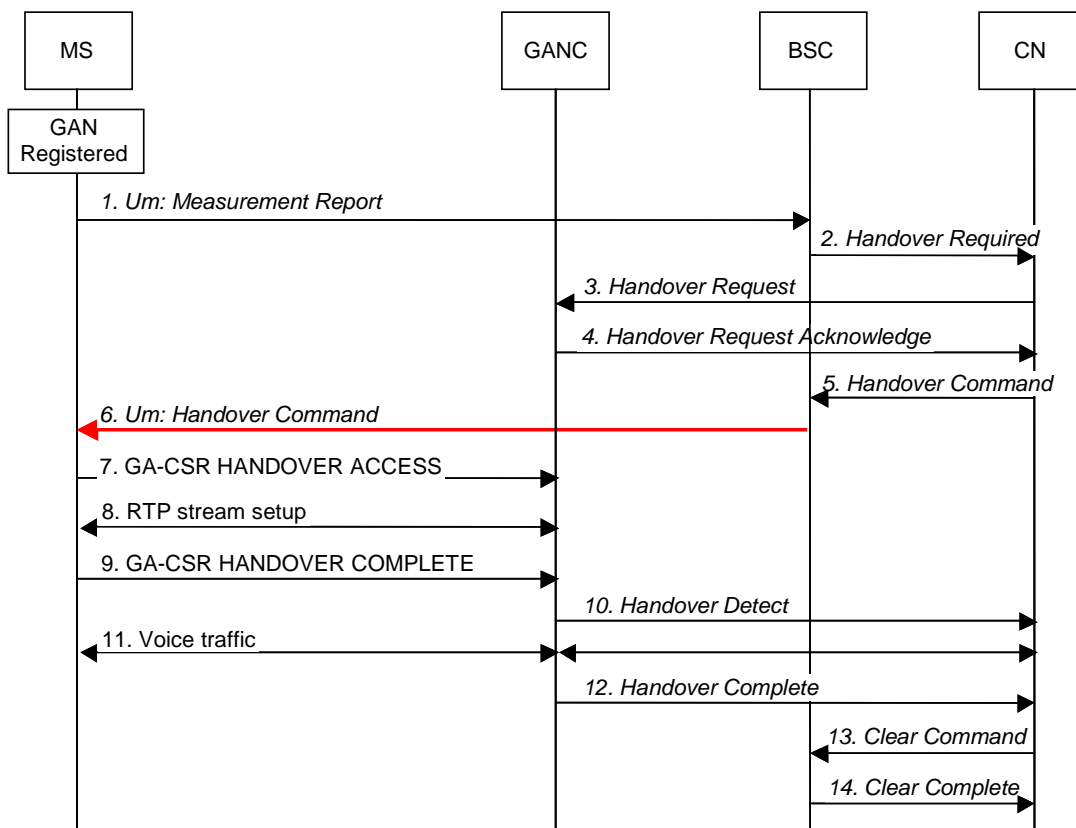 MS
GANC
BSC
CN
GAN
Registered
1. Um: Measurement Report
2. Handover Required
3. Handover Request
4. Handover Request Acknowledge
5. Handover Command
6. Um: Handover Command
7. GA-CSR HANDOVER ACCESS
8. RTP stream setup
9. GA-CSR HANDOVER COMPLETE
10. Handover Detect
11. Voice traffic
12. Handover Complete
13. Clear Command
14. Clear Complete